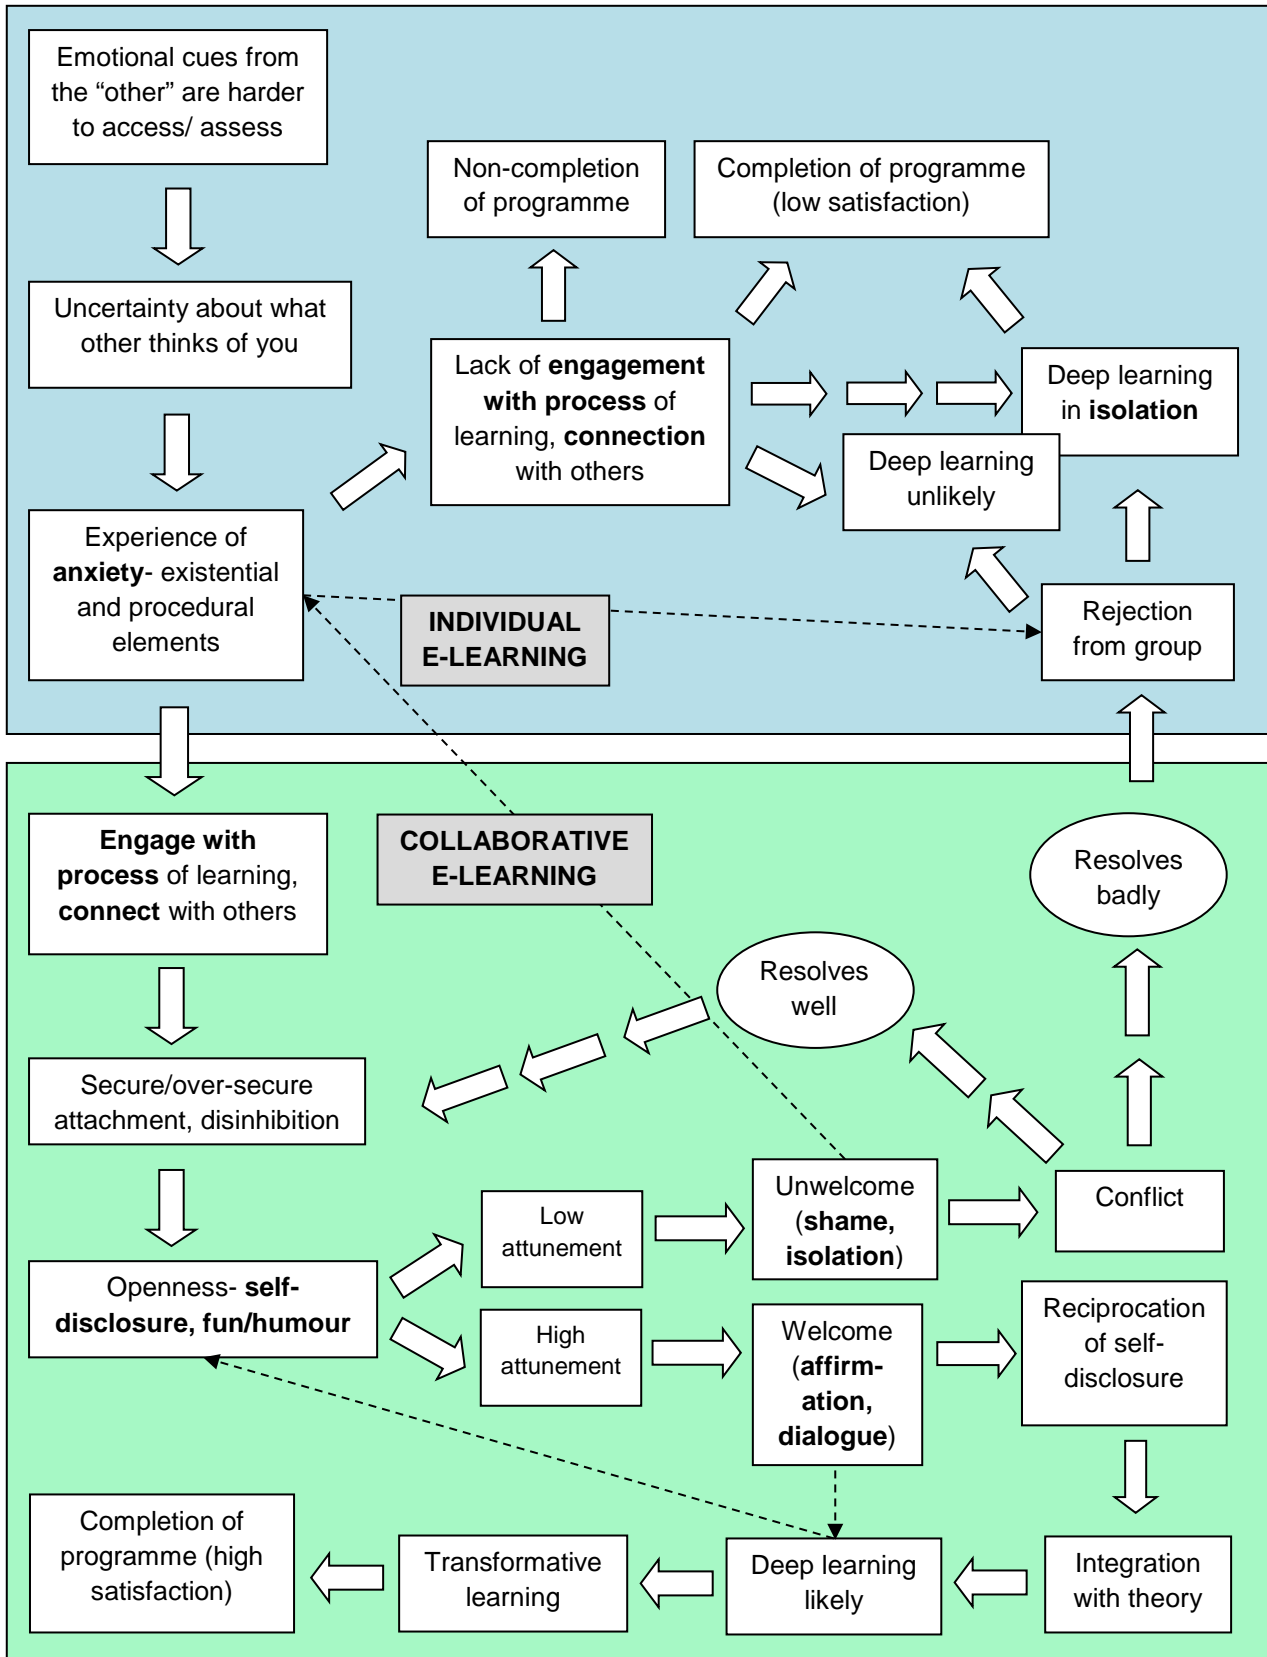 Emotional cues from
the “other” are harder
to access/ assess
Non-completion
of programme
Completion of programme
(low satisfaction)
Uncertainty about what
other thinks of you
Lack of engagement
with process of
learning, connection
with others
Deep learning
in isolation
Deep learning
unlikely
Experience of
anxiety- existential
and procedural
elements
INDIVIDUAL
E-LEARNING
Rejection
from group
Engage with
process of learning,
connect with others
COLLABORATIVE
E-LEARNING
Resolves
badly
Resolves
well
Secure/over-secure
attachment, disinhibition
Low
attunement
Unwelcome
(shame,
isolation)
Conflict
Openness- self-
disclosure, fun/humour
High
attunement
Welcome
(affirm-
ation,
dialogue)
Reciprocation
of self-
disclosure
Completion of
programme (high
satisfaction)
Transformative
learning
Deep learning
likely
Integration
with theory